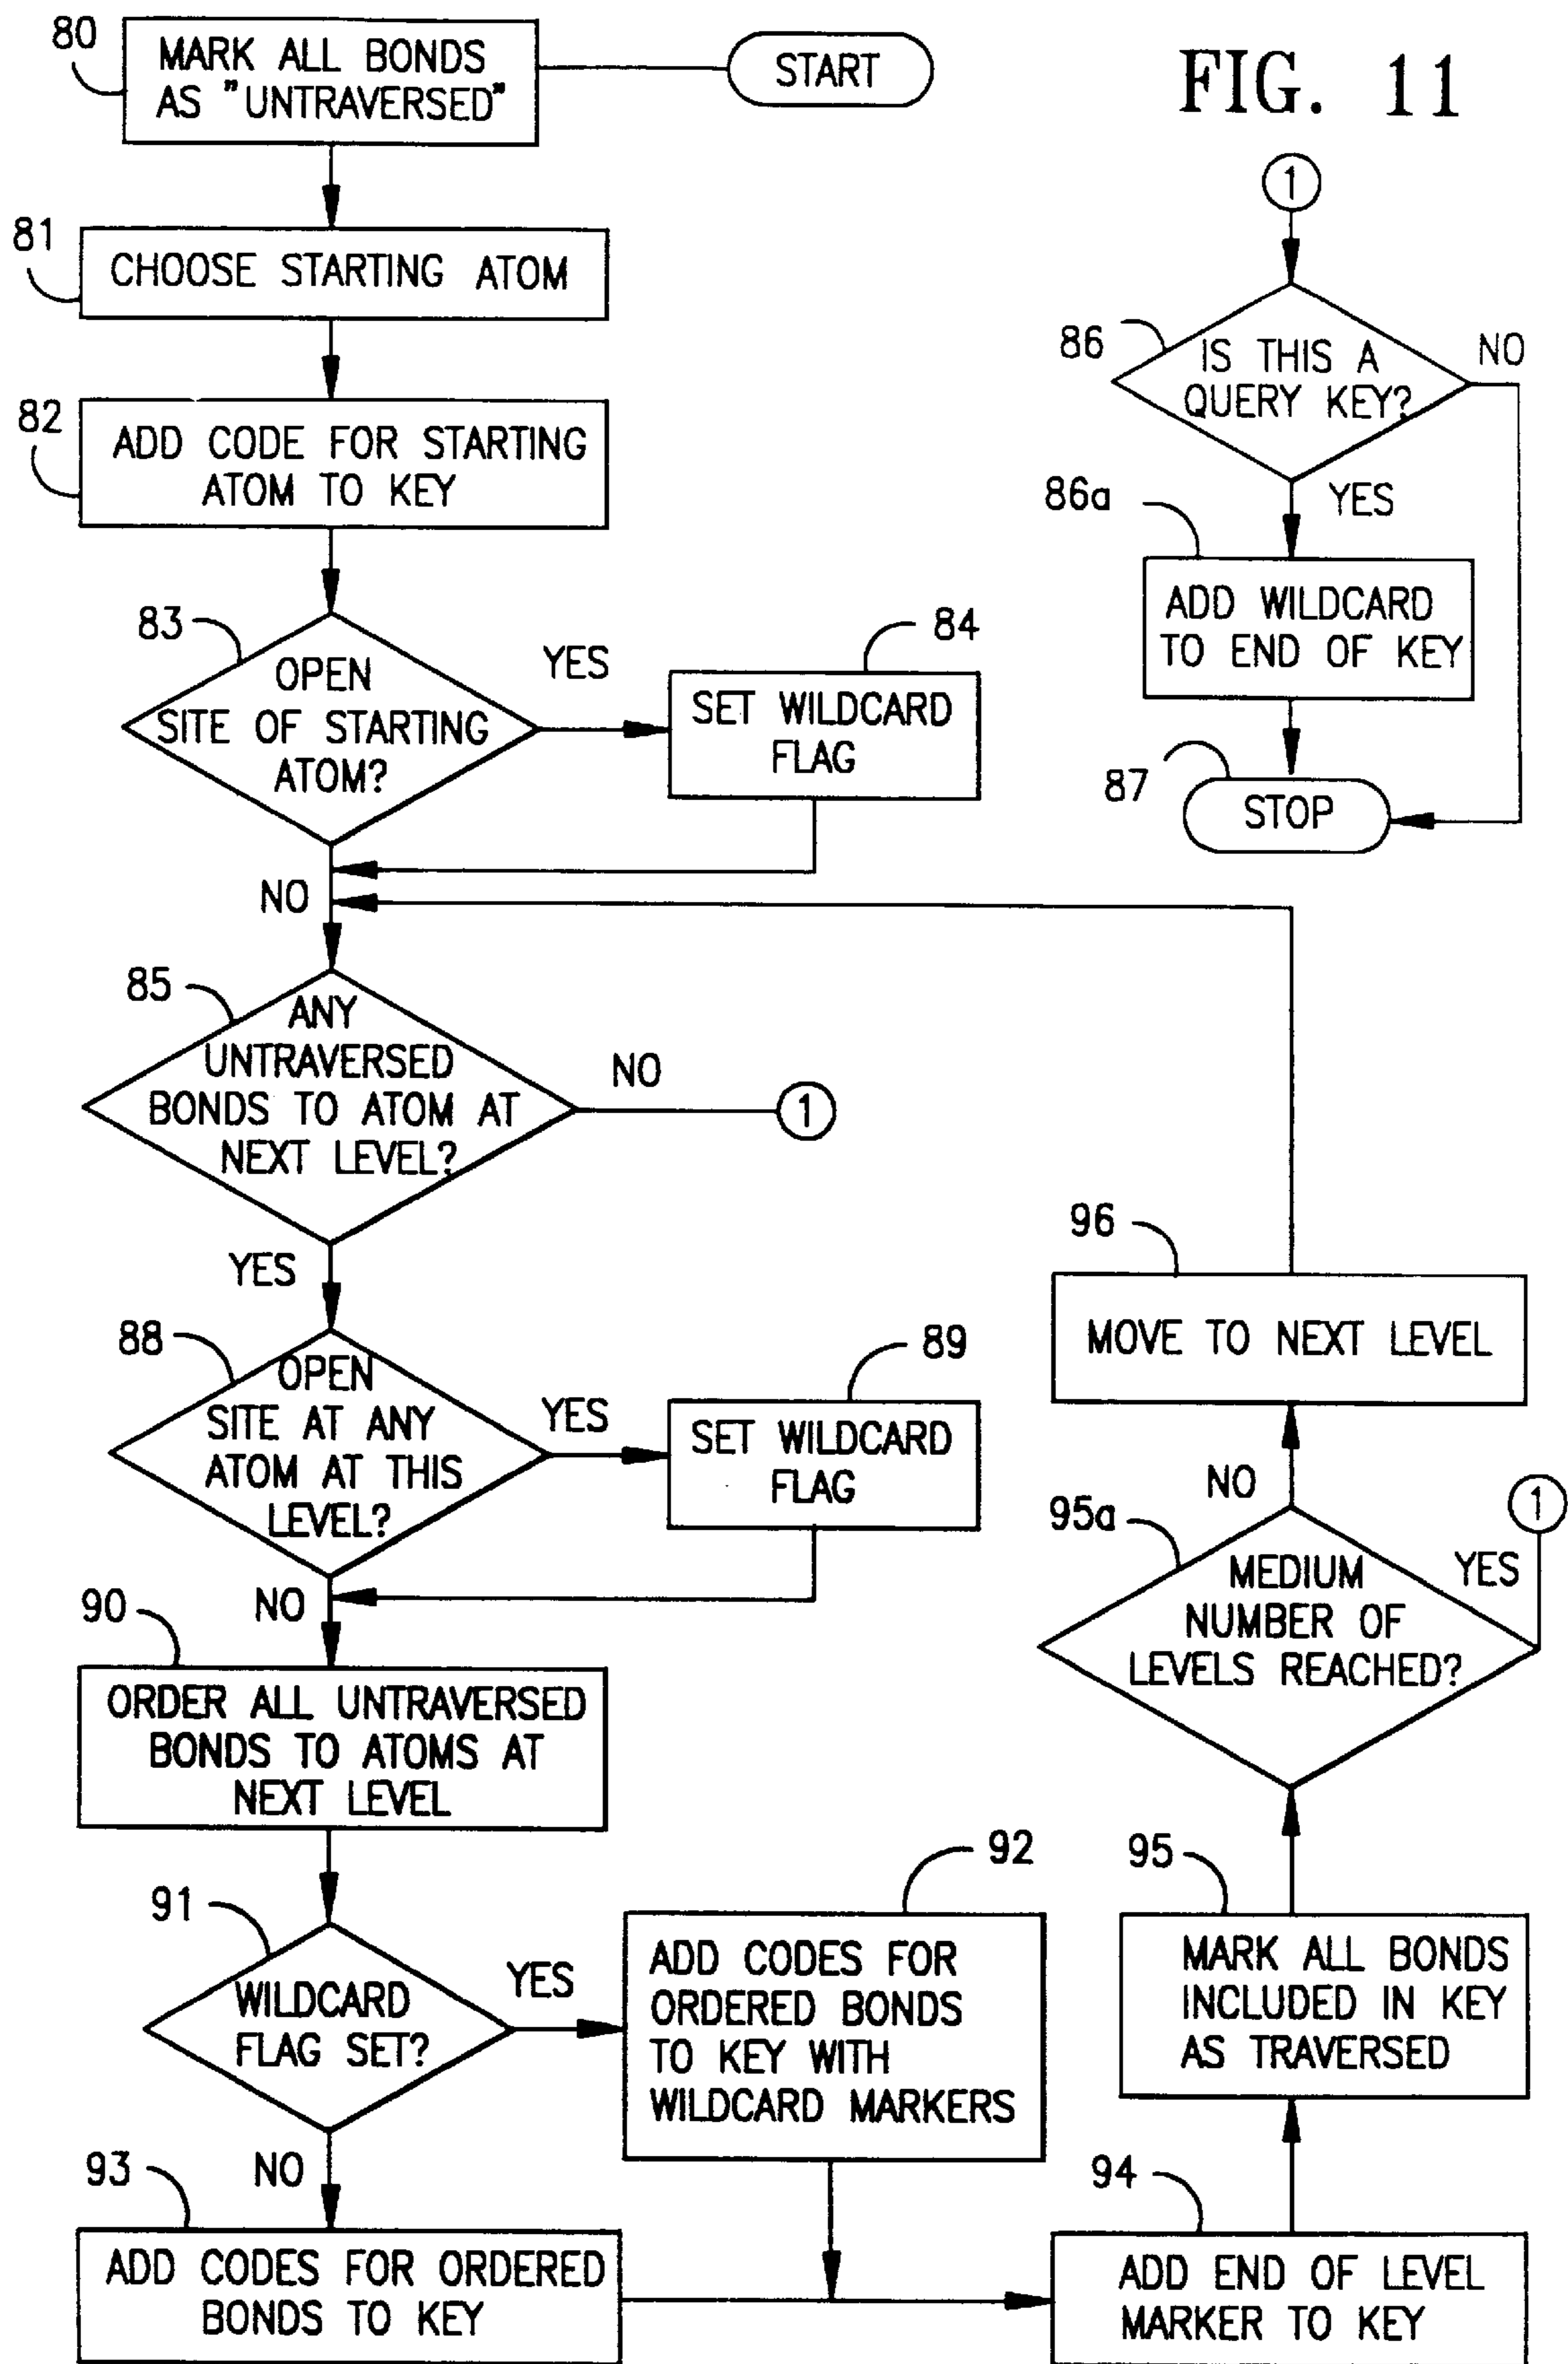 FIG. 11
START
80
MARK ALL BONDS
AS "UNTRAVERSED"
81
CHOOSE STARTING ATOM
82
ADD CODE FOR STARTING
ATOM TO KEY
83
OPEN
SITE OF STARTING
ATOM?
YES
84
SET WILDCARD
FLAG
NO
85
ANY
UNTRAVERSED
BONDS TO ATOM AT
NEXT LEVEL?
NO
1
YES
88
OPEN
SITE AT ANY
ATOM AT THIS
LEVEL?
YES
89
SET WILDCARD
FLAG
NO
90
ORDER ALL UNTRAVERSED
BONDS TO ATOMS AT
NEXT LEVEL
91
WILDCARD
FLAG SET?
YES
92
ADD CODES FOR
ORDERED BONDS
TO KEY WITH
WILDCARD MARKERS
NO
93
ADD CODES FOR ORDERED
BONDS TO KEY
94
ADD END OF LEVEL
MARKER TO KEY
95
MARK ALL BONDS
INCLUDED IN KEY
AS TRAVERSED
95a
MEDIUM
NUMBER OF
LEVELS REACHED?
YES
1
NO
96
MOVE TO NEXT LEVEL
1
86
IS THIS A
QUERY KEY?
NO
YES
86a
ADD WILDCARD
TO END OF KEY
87
STOP